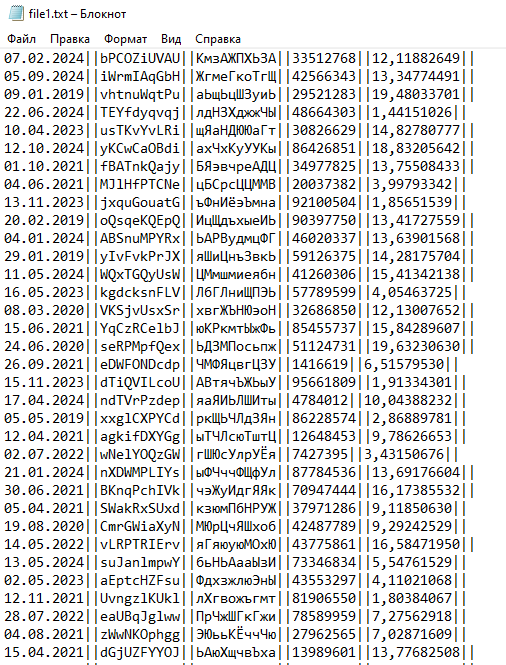 file1.txt – Блокнот
Файл Правка Формат Вид Справка
07.02.2024||bPCOZiUVAU||КмзАЖПХЬЗА||33512768||12,11882649||
05.09.2024||iWrmIAqGbH||ЖгмеГкоТгЩ||42566343||13,34774491||
09.01.2019||vhtnuWqtPu||аЬщЬцШЗуиЬ||29521283||19,48033701||
22.06.2024||TEYfdyqvqj||лдНЗХджжЧЫ||48664303||1,44151026||
10.04.2023||usTKvYvLRi||щЯаНДЮЮаГт||30826629||14,82780777||
12.10.2024||yKCwCaOBdi||ахЧхКуУУКы||86426851||18,83205642||
01.10.2021||fBATnkQajy||БЯэвчреАДЦ||34977825||13,75508433||
04.06.2021||MJlHfPTCNe||цБСрсЦЦММВ||20037382||3,99793342||
13.11.2023||jxquGouatG||ъФнИёэЪмна||92100504||1,85651539||
20.02.2019||oQsqeKQEpQ||ИцЩдъхыеИЬ||90397750||13,41727559||
04.01.2024||ABSnuMPYRx||ЬАРВудмцФГ||46020337||13,63901568||
29.01.2019||yIvFvkPrJX||яШиЦнЪЗвкЬ||59126375||14,28175704||
11.05.2024||WQxTGQyUsW||ЦМмшмиеябн||41260306||15,41342138||
16.05.2023||kgdcksnFLV||ЛбГЛниЩПЭЬ||57789599||4,05463725||
08.03.2020||VKSjvUsxSr||хвгЖЪНЮэоН||32686850||12,13007652||
15.06.2021||YqCzRCelbJ||юКРкмтЫжФь||85455737||15,84289607||
24.06.2020||seRPMpfQex||ЬДЗМПосьпж||51124731||19,63230630||
26.09.2021||eDWFONDcdp||ЧМФЯцвгЦЗУ||1416619||6,51579530||
15.11.2023||dTiQVILcoU||АВтячЪЖЬыУ||95661809||1,91334301||
17.04.2024||ndTVrPzdep||яаЯИЬЛШИты||4784012||10,04388232||
05.05.2019||xxglCXPYCd||ркЩЬЧЛдЗЯн||86228574||2,86889781||
12.04.2021||agkifDXYGg||ыТЧЛсюТштЦ||12648453||9,78626653||
02.07.2022||wNelYOQzGW||гШЮсУлрУЁя||7427395||3,43150676||
21.01.2024||nXDWMPLIYs||ыФЧччФЩфУл||87784536||13,69176604||
30.06.2021||BKnqPchIVk||чэЖуИдгЯЯк||70947444||16,17385532||
05.04.2021||SWakRxSUxd||кзюмПбНРУЖ||37971286||9,11850630||
19.08.2020||CmrGWiaXyN||МЮрЦчЯШхоб||42487789||9,29242529||
14.05.2022||vLRPTRIErv||яГяюуюМОхЮ||43775861||16,58471950||
13.05.2024||suJanlmpwY||бьНЬАааЫзИ||73346834||5,54761529||
02.05.2023||aEptcHZFsu||ФдхзжлюЭнЫ||43553297||4,11021068||
12.11.2021||UvngzlKUkl||лХгвожъгмт||81906550||1,80384067||
28.07.2022||eaUBqJglww||ПрЧжШГкГжи||78589959||7,27562918||
04.08.2021||zWwNKOphgg||ЭЮььКЁччЧю||27962565||7,02871609||
15.04.2021||dGjUZFYYOJ||ЬАюХщчвЪха||13989601||13,77682508||